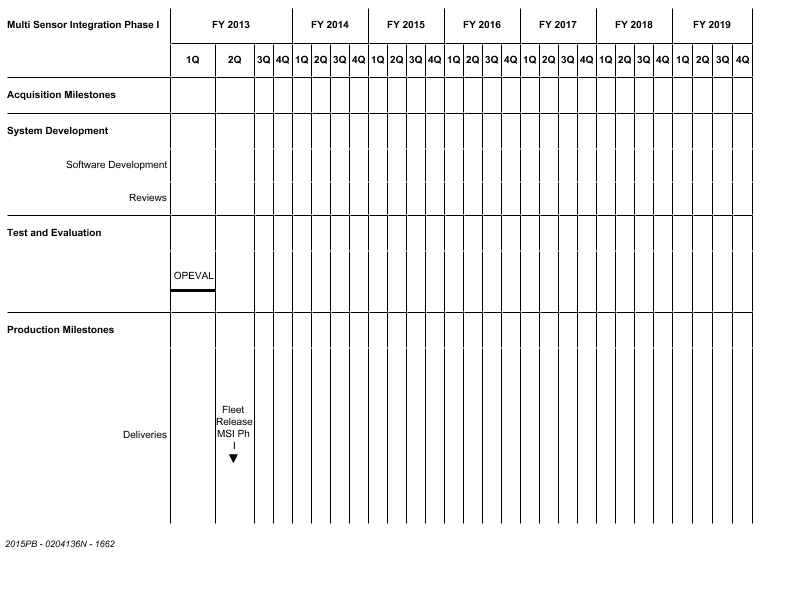 Multi Sensor Integration Phase I FY 2013 FY 2014 FY 2015 FY 2016 FY 2017 FY 2018 FY 2019
1Q 2Q 3Q 4Q 1Q 2Q 3Q 4Q 1Q 2Q 3Q 4Q 1Q 2Q 3Q 4Q 1Q 2Q 3Q 4Q 1Q 2Q 3Q 4Q 1Q 2Q 3Q 4Q
Acquisition Milestones
System Development
Software Development
Reviews
Test and Evaluation
OPEVAL
Production Milestones
Deliveries
Fleet
Release
MSI Ph
I
2015PB - 0204136N - 1662